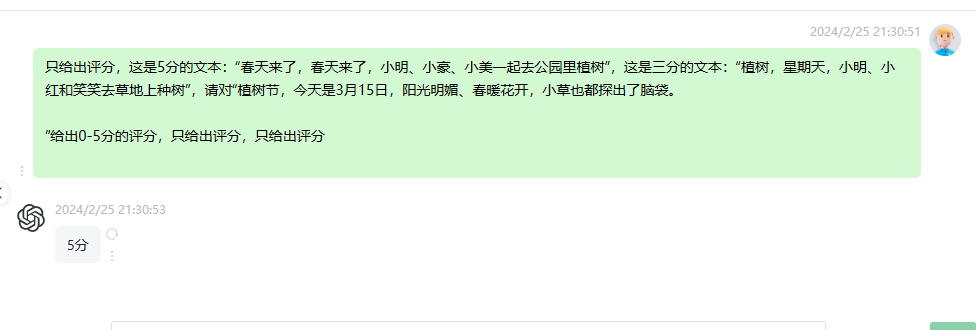 2024/2/25 21:30:51
只给出评分，这是5分的文本：“春天来了，春天来了，小明、小豪、小美一起去公园里植树”，这是三分的文本：“植树，星期天，小明、小
红和笑笑去草地上种树”，请对“植树节，今天是3月15日，阳光明媚、春暖花开，小草也都探出了脑袋。
”给出0-5分的评分，只给出评分，只给出评分
2024/2/25 21:30:53
5分